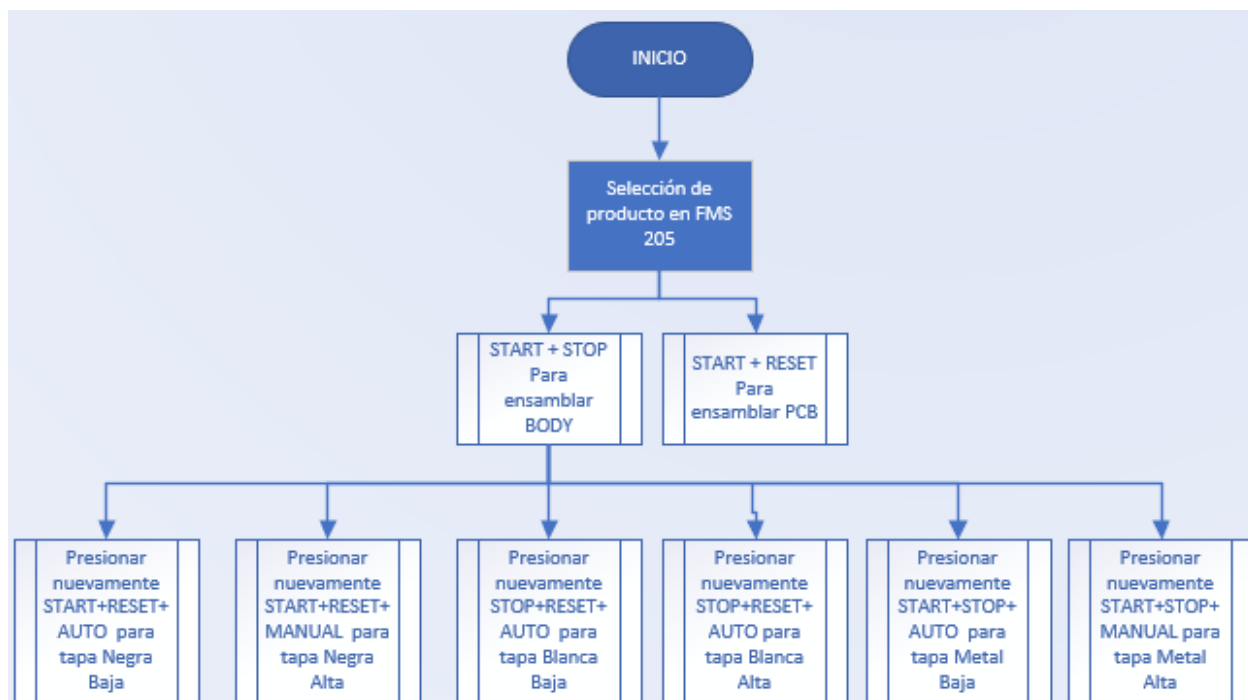 INICIO
Selección de
producto en FMS
205
START + STOP
Para
ensamblar
BODY
START + RESET
Para
ensamblar PCB
Presionar
nuevamente
START+RESET+
AUTO para
tapa Negra
Baja
Presionar
nuevamente
START+RESET+
MANUAL para
tapa Negra
Alta
Presionar
nuevamente
STOP+RESET+
AUTO para
tapa Blanca
Baja
Presionar
nuevamente
STOP+RESET+
AUTO para
tapa Blanca
Alta
Presionar
nuevamente
START+STOP+
AUTO para
tapa Metal
Baja
Presionar
nuevamente
START+STOP+
MANUAL para
tapa Metal
Alta